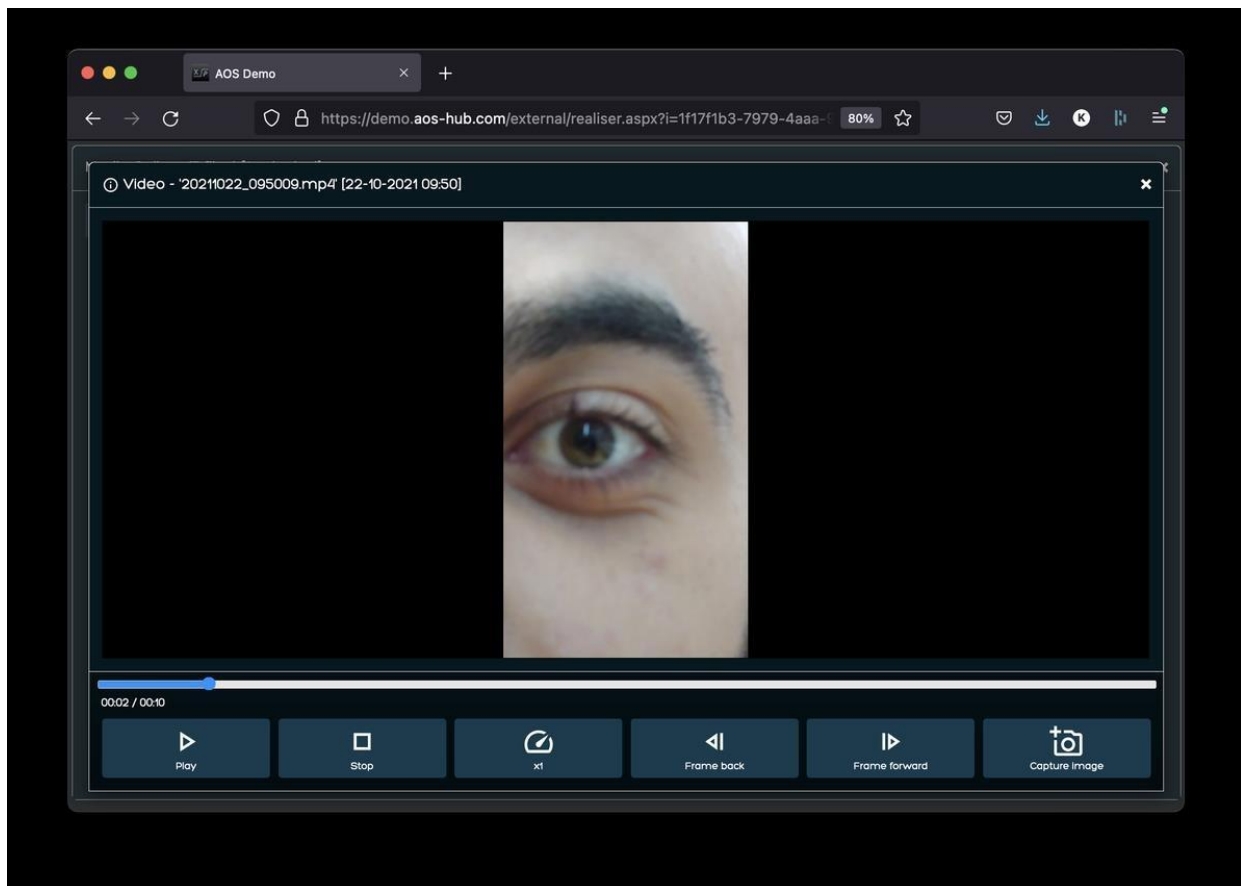 AOS Demo
https://demo.aos-hub.com/external/realiser.aspx?i=1f17f1b3-7979-4aaa- 80% K
Video - '20211022_095009.mp4' [22-10-2021 09:50]
00:02 / 00:10
Play Stop x1 Frame back Frame forward Capture image